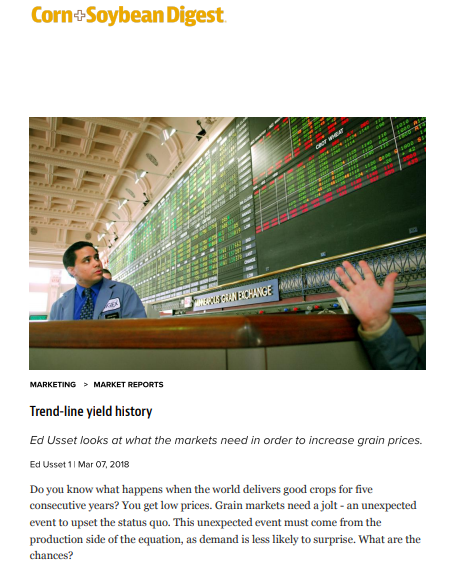 Corn+Soybean Digest
CBOT WHEAT
GRAIN EXCHANGE
MARKETING > MARKET REPORTS
Trend-line yield history
Ed Usset looks at what the markets need in order to increase grain prices.
Ed Usset 1 | Mar 07, 2018
Do you know what happens when the world delivers good crops for five
consecutive years? You get low prices. Grain markets need a jolt - an unexpected
event to upset the status quo. This unexpected event must come from the
production side of the equation, as demand is less likely to surprise. What are the
chances?